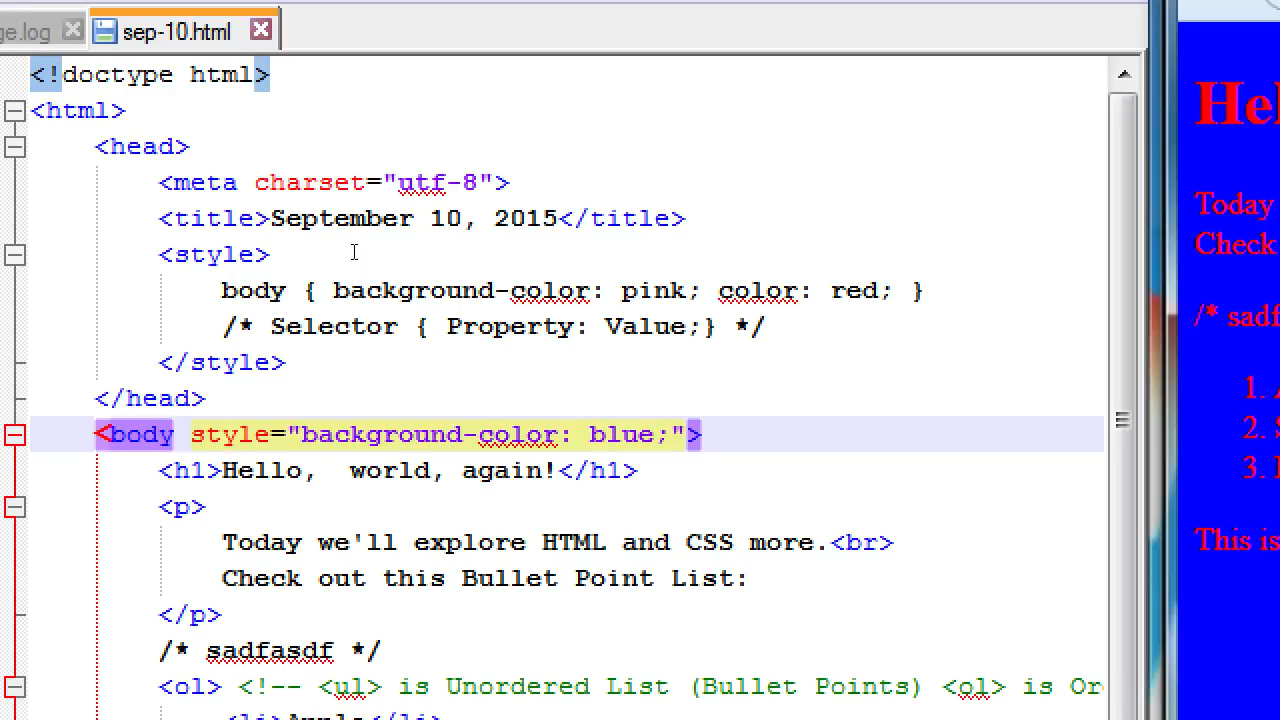 ge.log sep-10.html
<!doctype html>
<html>
<head>
<meta charset="utf-8">
<title>September 10, 2015</title>
<style>
body { background-color: pink; color: red; }
/* Selector { Property: Value;} */
</style>
</head>
<body style="background-color: blue;">
<h1>Hello,  world, again!</h1>
<p>
Today we'll explore HTML and CSS more.<br>
Check out this Bullet Point List:
</p>
/* sadfasdf */
<ol> <!-- <ul> is Unordered List (Bullet Points) <ol> is Or
<li>Apple</li>
Hel
Today
Check
/* sadf
1.
2.
3.
This is